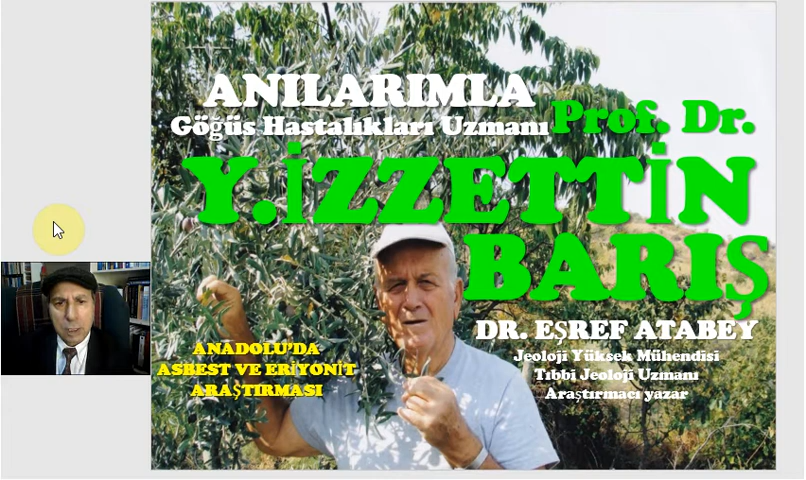 ANILARIMLA
Göğüs Hastalıkları Uzmanı Prof. Dr.
Y.İZZETTİN
BARIŞ
DR. EŞREF ATABEY
Jeoloji Yüksek Mühendisi
Tıbbi Jeoloji Uzmanı
Araştırmacı yazar
ANADOLU'DA
ASBEST VE ERİYONİT
ARAŞTIRMASI